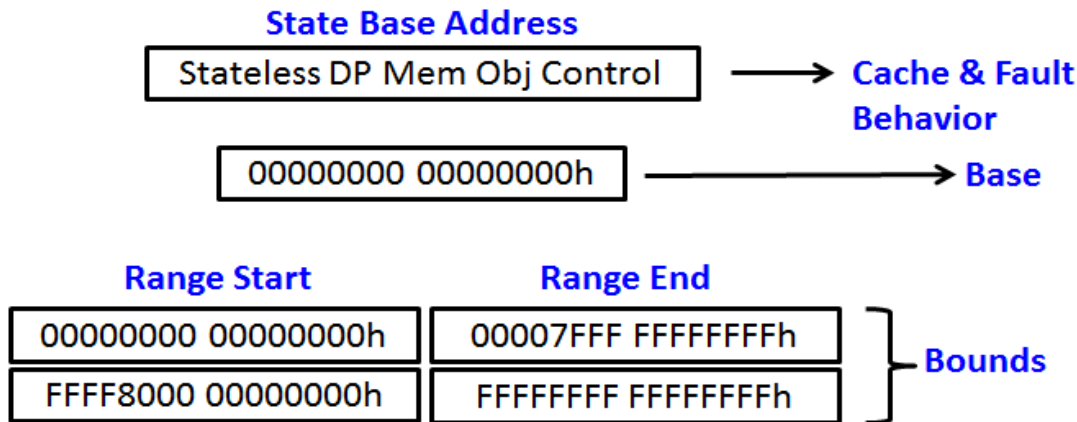 State Base Address
Stateless DP Mem Obj Control
Cache & Fault
Behavior
00000000 00000000h
Base
Range Start
Range End
00000000 00000000h
00007FFF FFFFFFFFh
FFFF8000 00000000h
FFFFFFFF FFFFFFFFh
Bounds